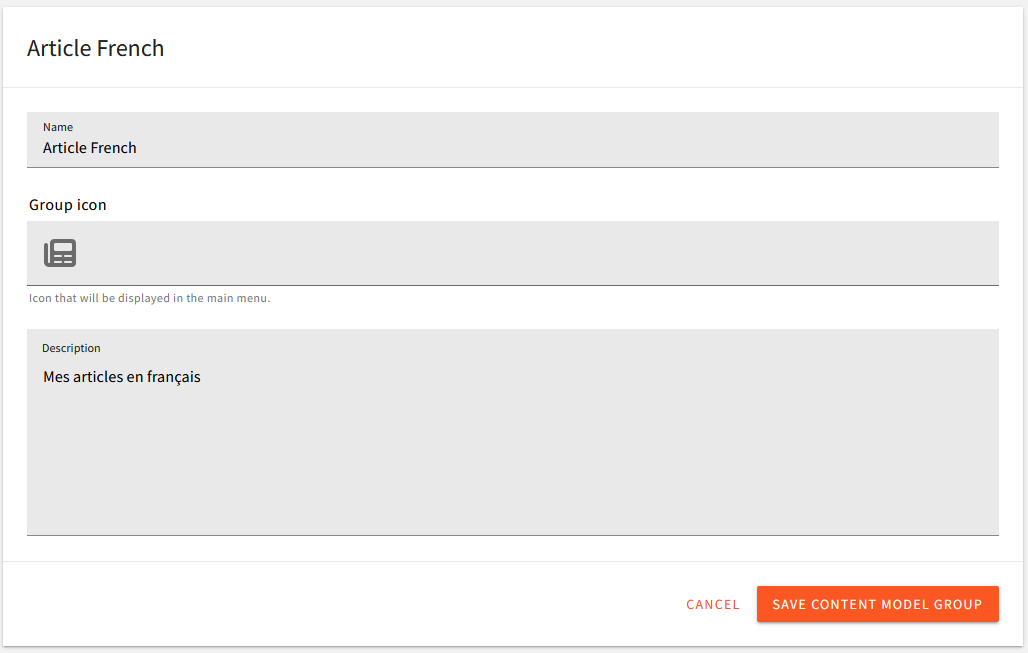 Article French
Name
Article French
Group icon
Icon that will be displayed in the main menu.
Description
Mes articles en français
CANCEL
SAVE CONTENT MODEL GROUP